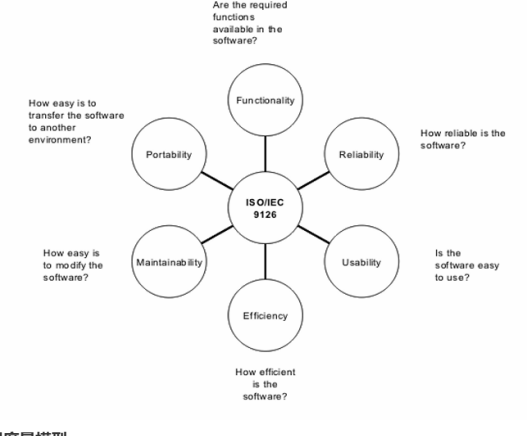 Are the required
functions
available in the
software?
Functionality
How easy is to
transfer the software
to another
environment?
Portability
Reliability
How reliable is the
software?
ISO/IEC
9126
How easy is
to modify the
software?
Maintainability
Usability
Is the
software easy
to use?
Efficiency
How efficient
is the
software?